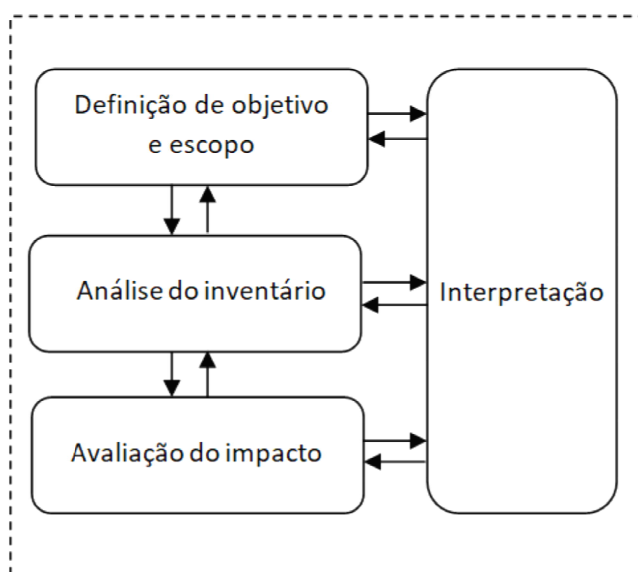 Definição de objetivo
e escopo
Análise do inventário
Interpretação
Avaliação do impacto